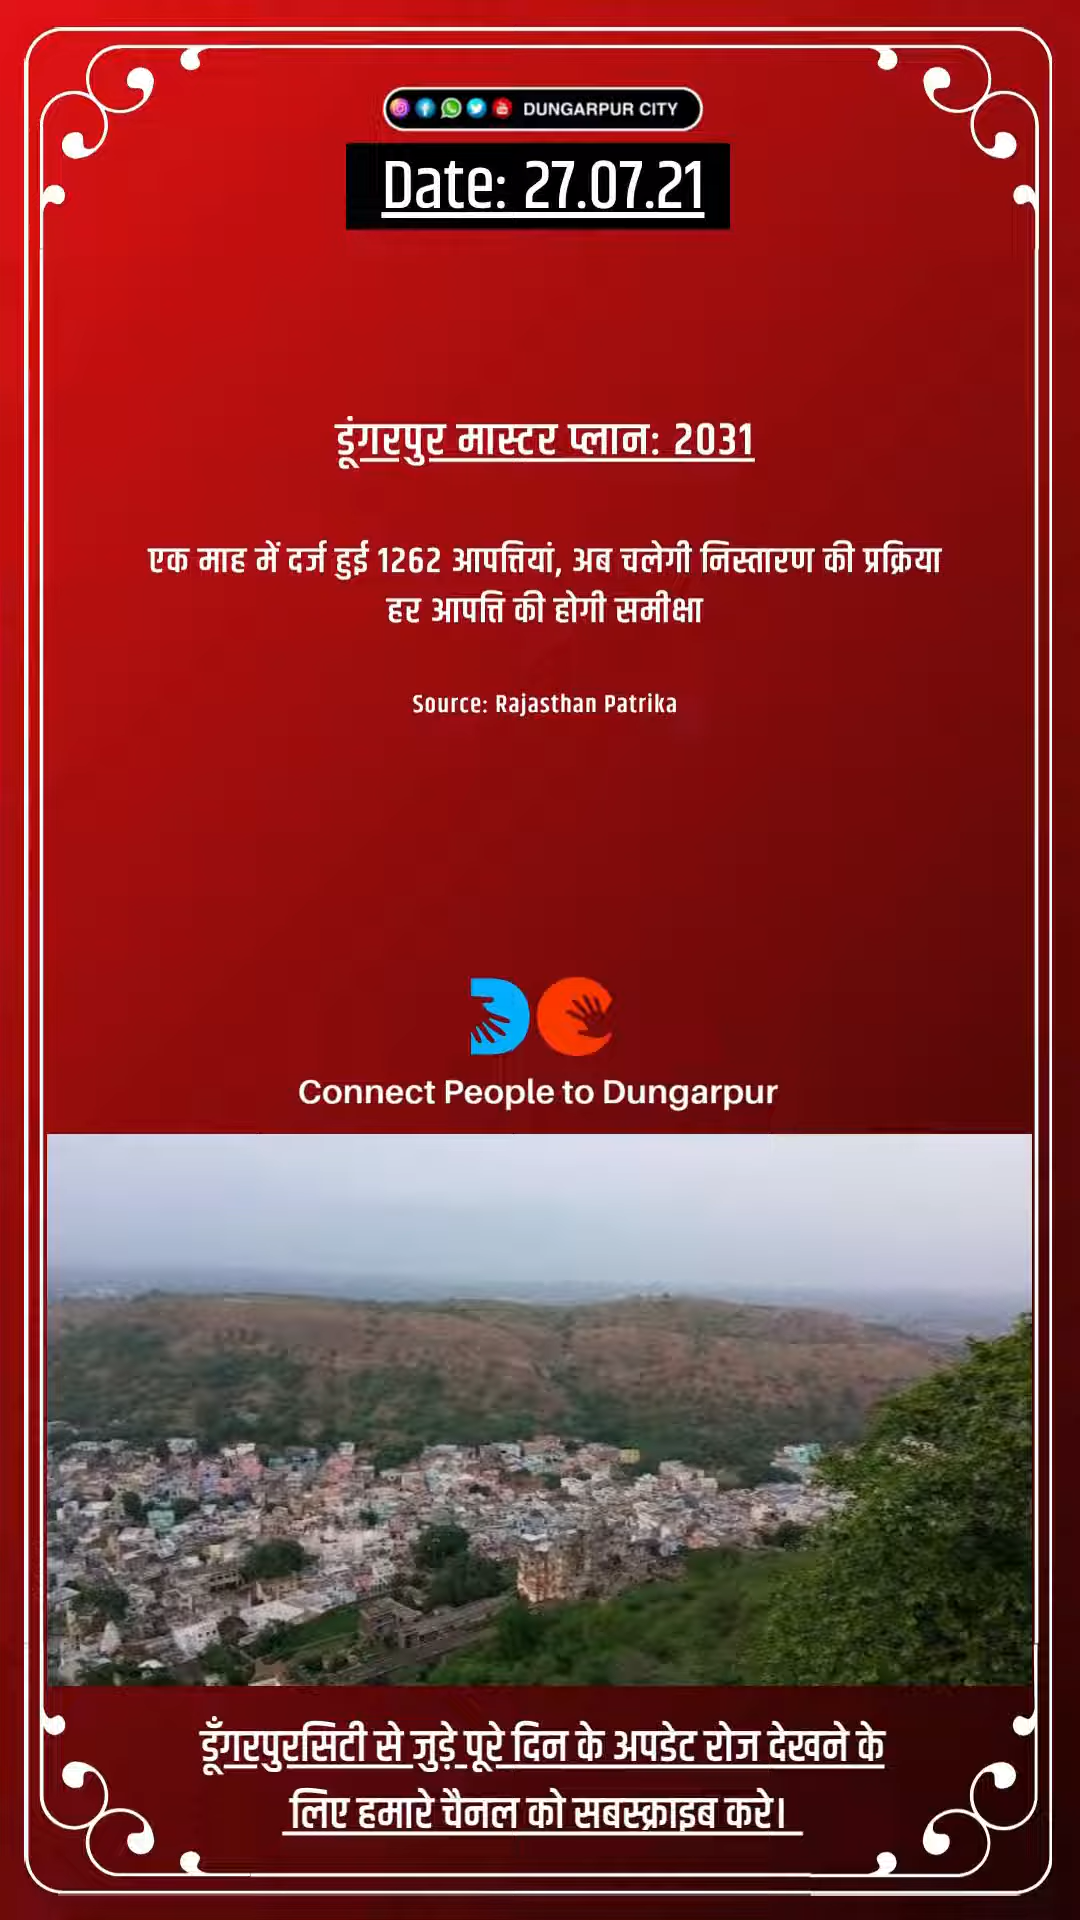 DUNGARPUR CITY
Date: 27.07.21
डूंगरपुर मास्टर प्लान: 2031
एक माह में दर्ज हुई 1262 आपत्तियां, अब चलेगी निस्तारण की प्रक्रिया
हर आपत्ति की होगी समीक्षा
Source: Rajasthan Patrika
DC
Connect People to Dungarpur
डूँगरपुरसिटी से जुड़े पूरे दिन के अपडेट रोज देखने के
लिए हमारे चैनल को सबस्क्राइब करे।